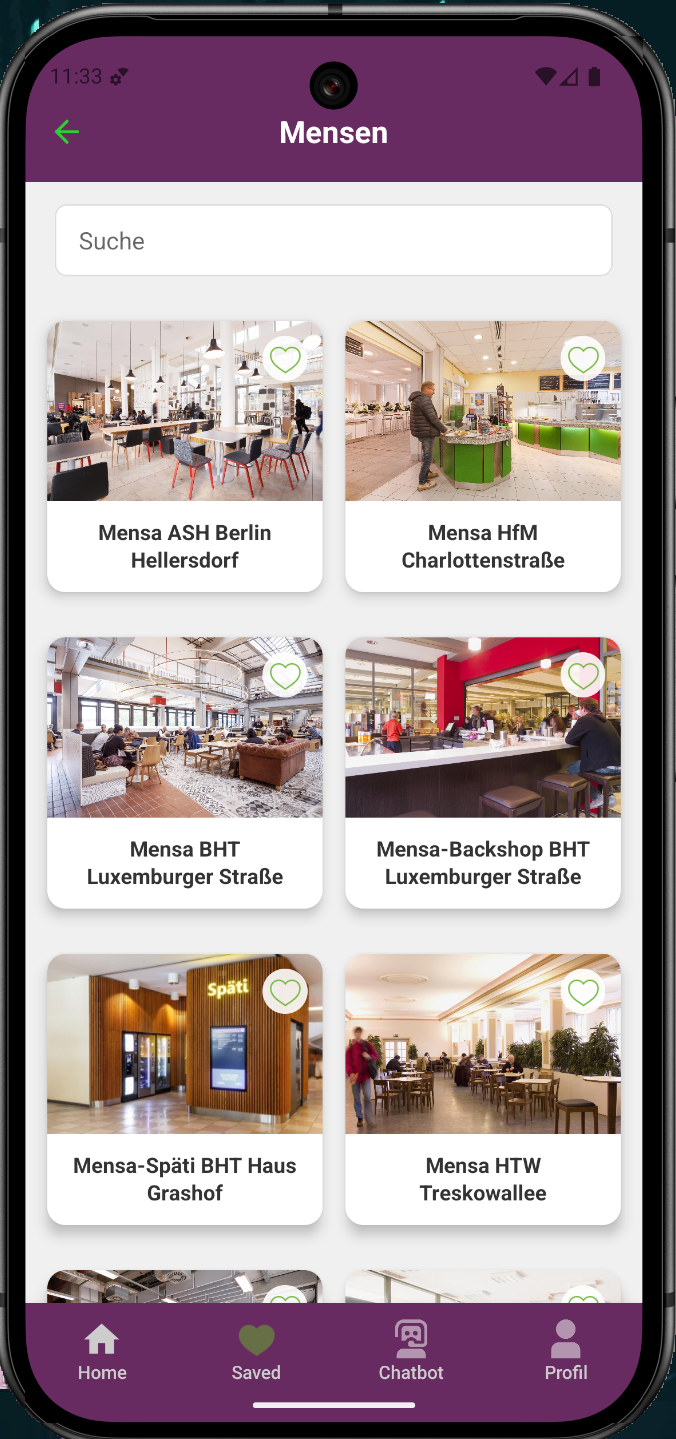 11:33
Mensen
Suche
Mensa ASH Berlin
Hellersdorf
Mensa HfM
Charlottenstraße
Mensa BHT
Luxemburger Straße
Mensa-Backshop BHT
Luxemburger Straße
Späti
Mensa-Späti BHT Haus
Grashof
Mensa HTW
Treskowallee
Home
Saved
Chatbot
Profil